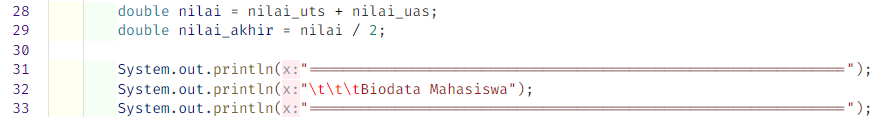 28 double nilai = nilai_uts + nilai_uas;
29 double nilai_akhir = nilai / 2;
30
31 System.out.println(x:"==============================================================");
32 System.out.println(x:"\t\t\tBiodata Mahasiswa");
33 System.out.println(x:"==============================================================");